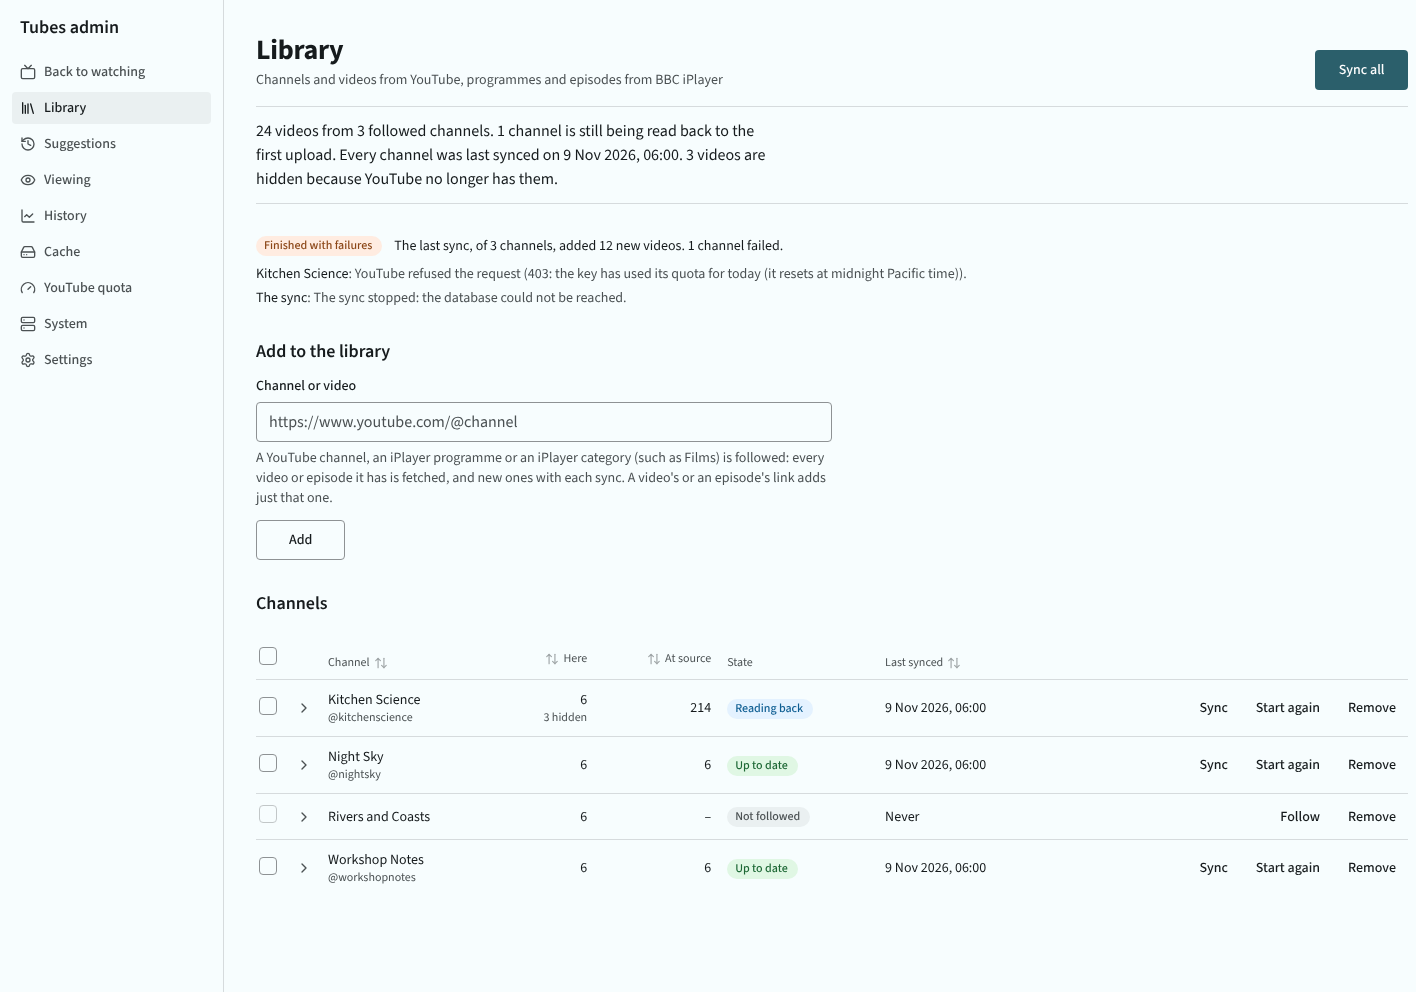 Tubes admin
Back to watching
Library
Suggestions
Viewing
History
Cache
YouTube quota
System
Settings
Library
Channels and videos from YouTube, programmes and episodes from BBC iPlayer
Sync all
24 videos from 3 followed channels. 1 channel is still being read back to the
first upload. Every channel was last synced on 9 Nov 2026, 06:00. 3 videos are
hidden because YouTube no longer has them.
Finished with failures The last sync, of 3 channels, added 12 new videos. 1 channel failed.
Kitchen Science: YouTube refused the request (403: the key has used its quota for today (it resets at midnight Pacific time)).
The sync: The sync stopped: the database could not be reached.
Add to the library
Channel or video
https://www.youtube.com/@channel
A YouTube channel, an iPlayer programme or an iPlayer category (such as Films) is followed: every
video or episode it has is fetched, and new ones with each sync. A video's or an episode's link adds
just that one.
Add
Channels
Channel Here At source State Last synced
Kitchen Science 6 214 Reading back 9 Nov 2026, 06:00 Sync Start again Remove
@kitchenscience 3 hidden
Night Sky 6 6 Up to date 9 Nov 2026, 06:00 Sync Start again Remove
@nightsky
Rivers and Coasts 6 – Not followed Never Follow Remove
Workshop Notes 6 6 Up to date 9 Nov 2026, 06:00 Sync Start again Remove
@workshopnotes